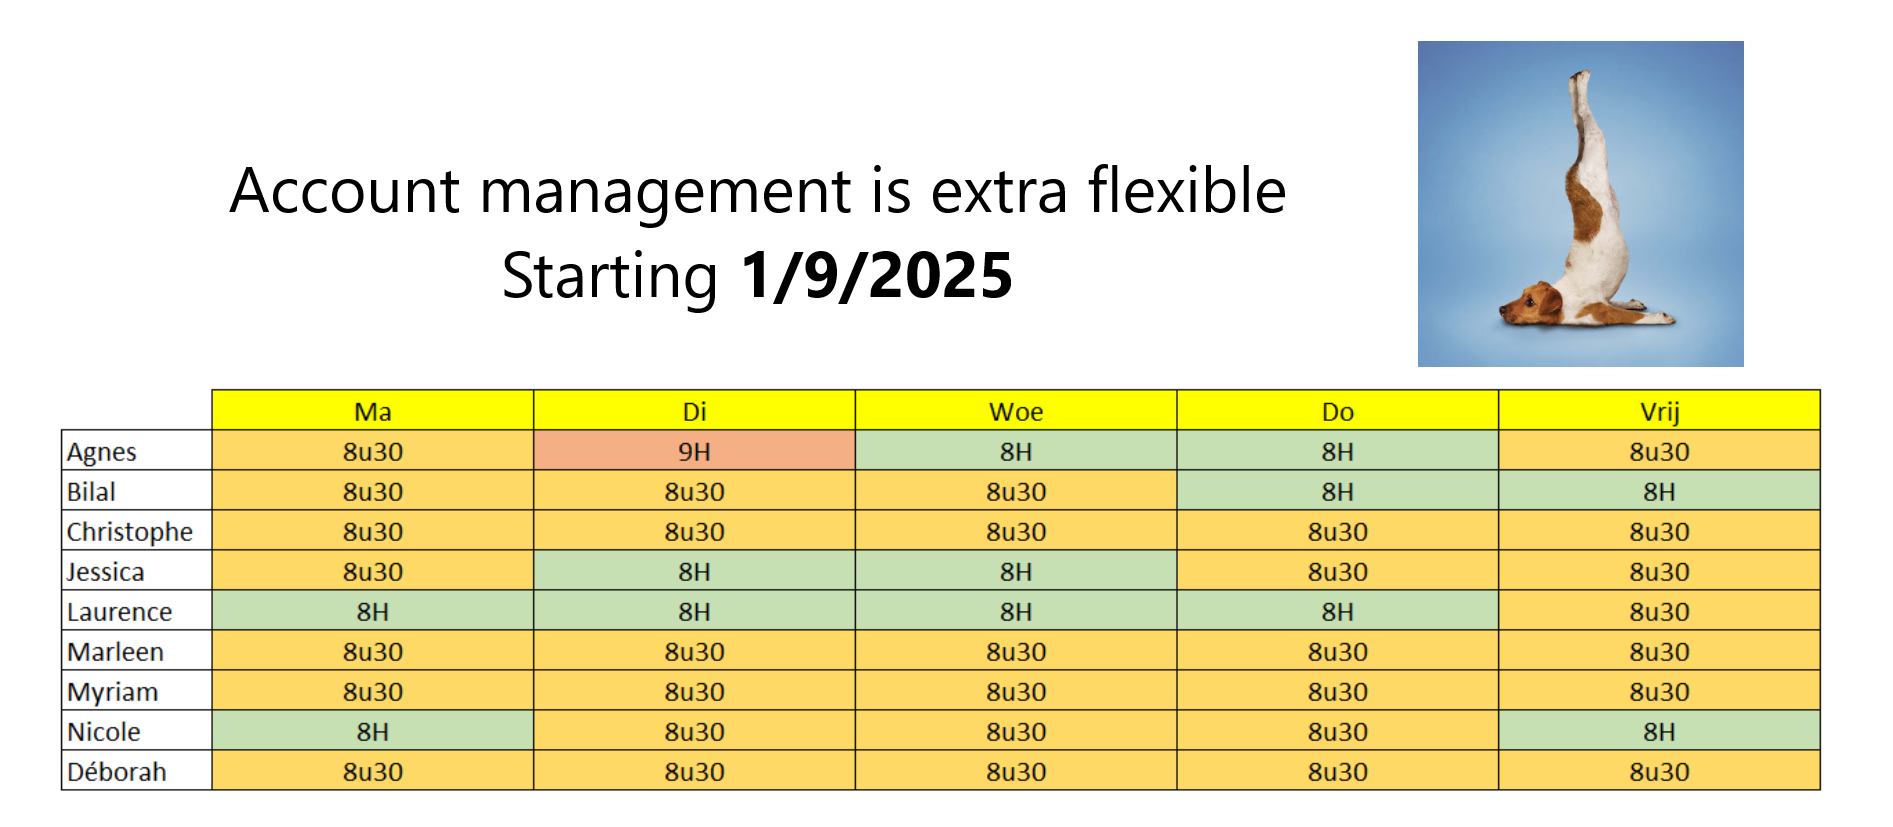 Account management is extra flexible
Starting 1/9/2025
Ma Di Woe Do Vrij
Agnes 8u30 9H 8H 8H 8u30
Bilal 8u30 8u30 8u30 8H 8H
Christophe 8u30 8u30 8u30 8u30 8u30
Jessica 8u30 8H 8H 8u30 8u30
Laurence 8H 8H 8H 8H 8u30
Marleen 8u30 8u30 8u30 8u30 8u30
Myriam 8u30 8u30 8u30 8u30 8u30
Nicole 8H 8u30 8u30 8u30 8H
Déborah 8u30 8u30 8u30 8u30 8u30